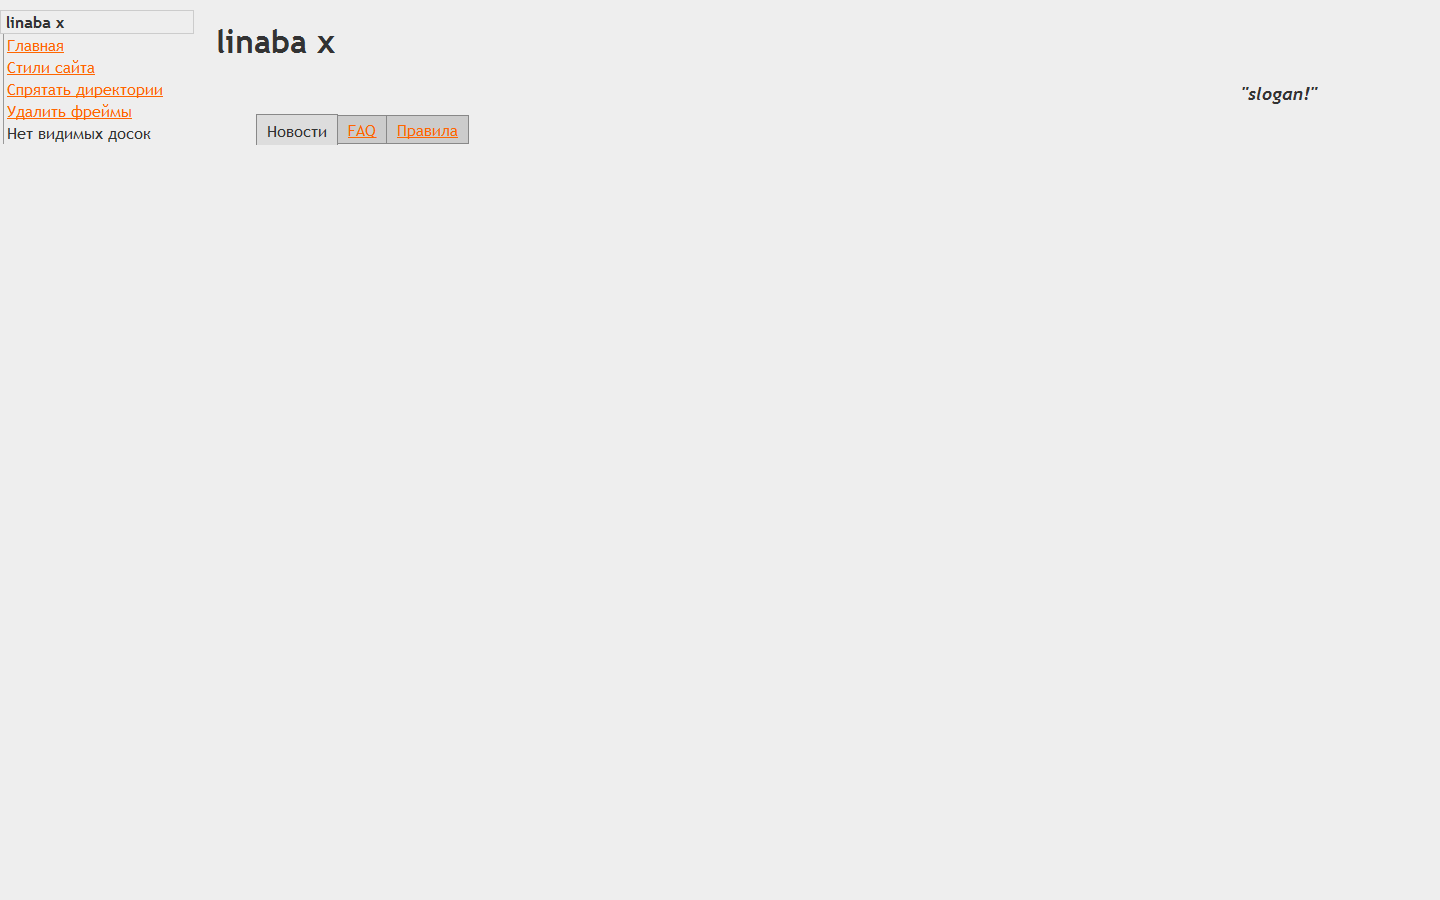 linaba x
Главная
Стили сайта
Спрятать директории
Удалить фреймы
Нет видимых досок
linaba x
"slogan!"
Новости FAQ Правила